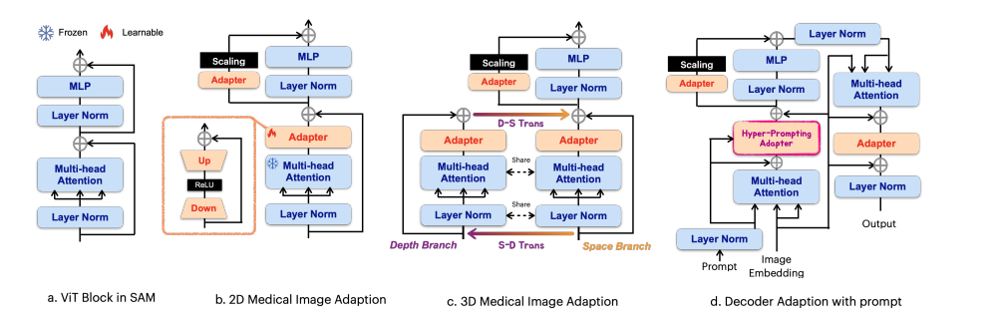 Frozen
Learnable
MLP
Layer Norm
Multi-head
Attention
Layer Norm
a. ViT Block in SAM
Scaling
Adapter
MLP
Layer Norm
Adapter
Multi-head
Attention
Layer Norm
Up
ReLU
Down
b. 2D Medical Image Adaption
Scaling
Adapter
MLP
Layer Norm
D-S Trans
Adapter
Adapter
Multi-head
Attention
Share
Multi-head
Attention
Layer Norm
Share
Layer Norm
Depth Branch
S-D Trans
Space Branch
c. 3D Medical Image Adaption
Scaling
Adapter
MLP
Layer Norm
Layer Norm
Multi-head
Attention
Hyper-Prompting
Adapter
Adapter
Multi-head
Attention
Layer Norm
Layer Norm
Output
Prompt
Image
Embedding
d. Decoder Adaption with prompt